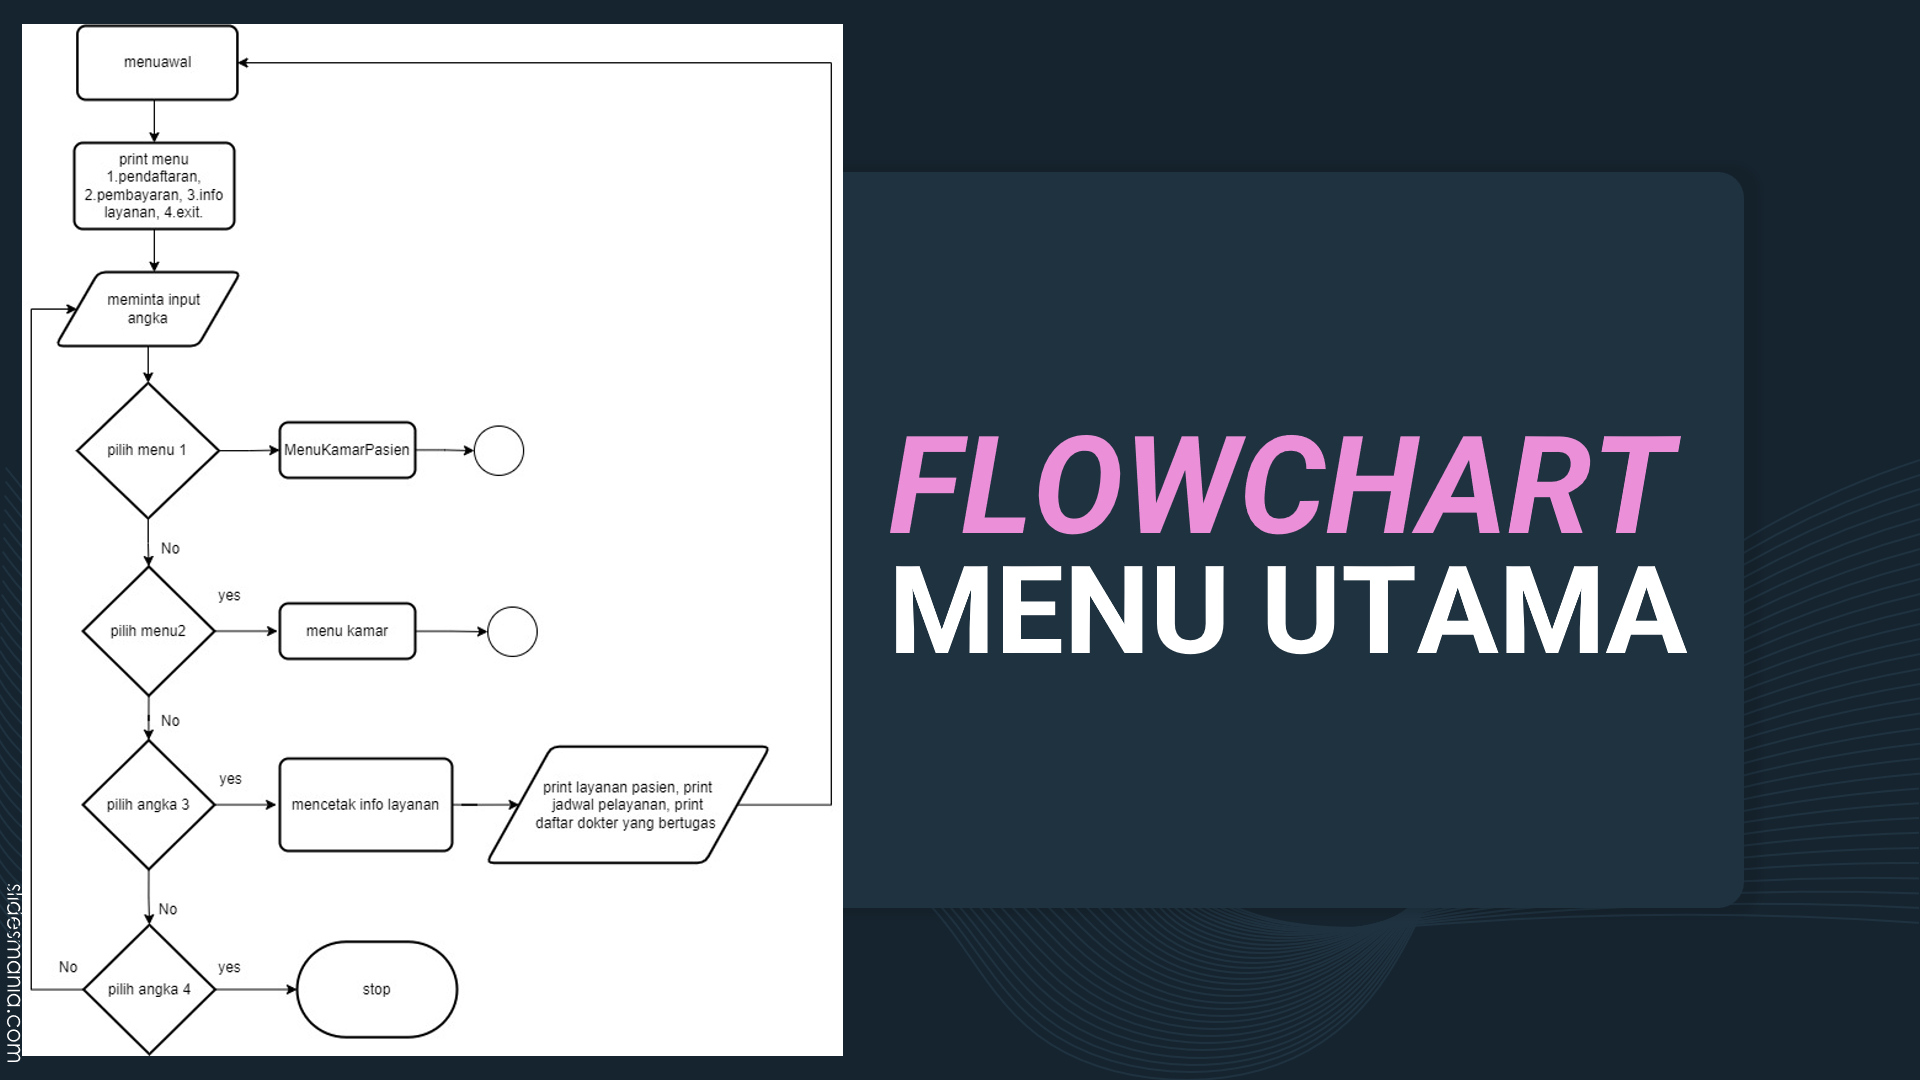 menuawal
print menu
1.pendaftaran,
2.pembayaran, 3.info
layanan, 4.exit.
meminta input
angka
pilih menu 1
MenuKamarPasien
No
pilih menu2
yes
menu kamar
No
pilih angka 3
yes
mencetak info layanan
print layanan pasien, print
jadwal pelayanan, print
daftar dokter yang bertugas
No
No
pilih angka 4
yes
stop
FLOWCHART
MENU UTAMA
slidesmania.com